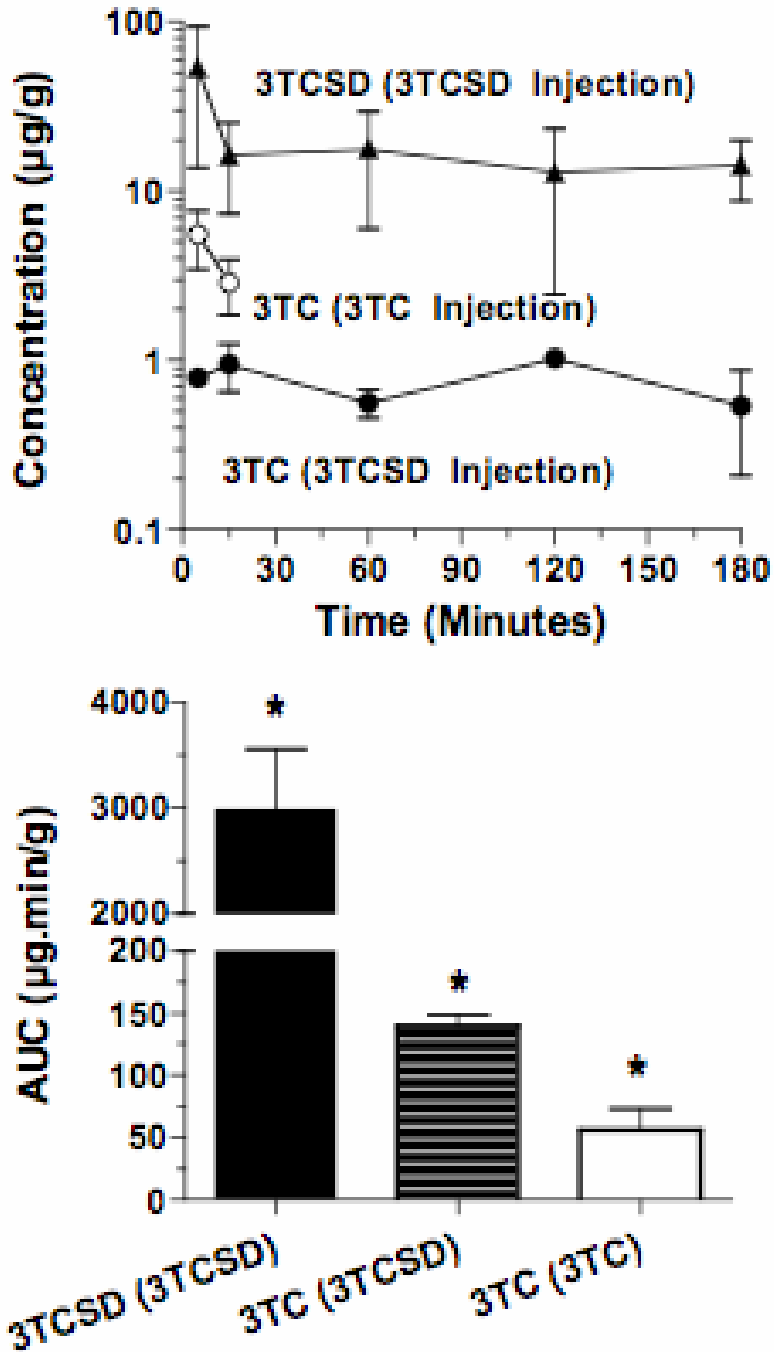 100
10
1
0.1
Concentration (µg/g)
3TCSD (3TCSD Injection)
3TC (3TC Injection)
3TC (3TCSD Injection)
0 30 60 90 120 150 180
Time (Minutes)
4000
3000
2000
200
150
100
50
0
AUC (µg.min/g)
*
*
*
3TCSD (3TCSD)
3TC (3TCSD)
3TC (3TC)